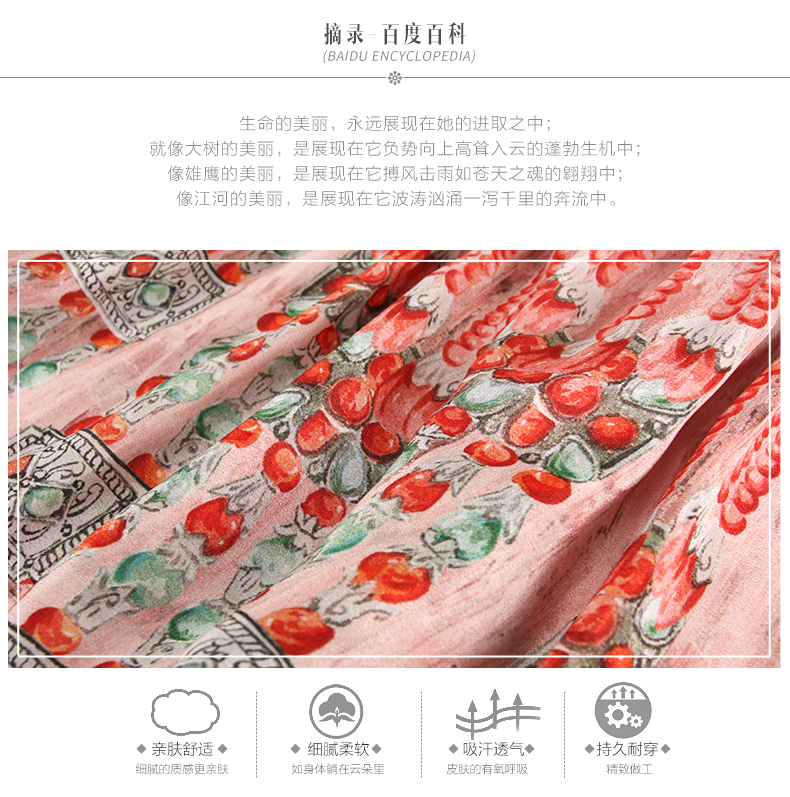 摘录-百度百科
(BAIDU ENCYCLOPEDIA)
生命的美丽，永远展现在她的进取之中；
就像大树的美丽，是展现在它负势向上高耸入云的蓬勃生机中；
像雄鹰的美丽，是展现在它搏风击雨如苍天之魂的翱翔中；
像江河的美丽，是展现在它波涛汹涌一泻千里的奔流中。
亲肤舒适
细腻的质感更亲肤
细腻柔软
如身体躺在云朵里
吸汗透气
皮肤的有氧呼吸
持久耐穿
精致做工